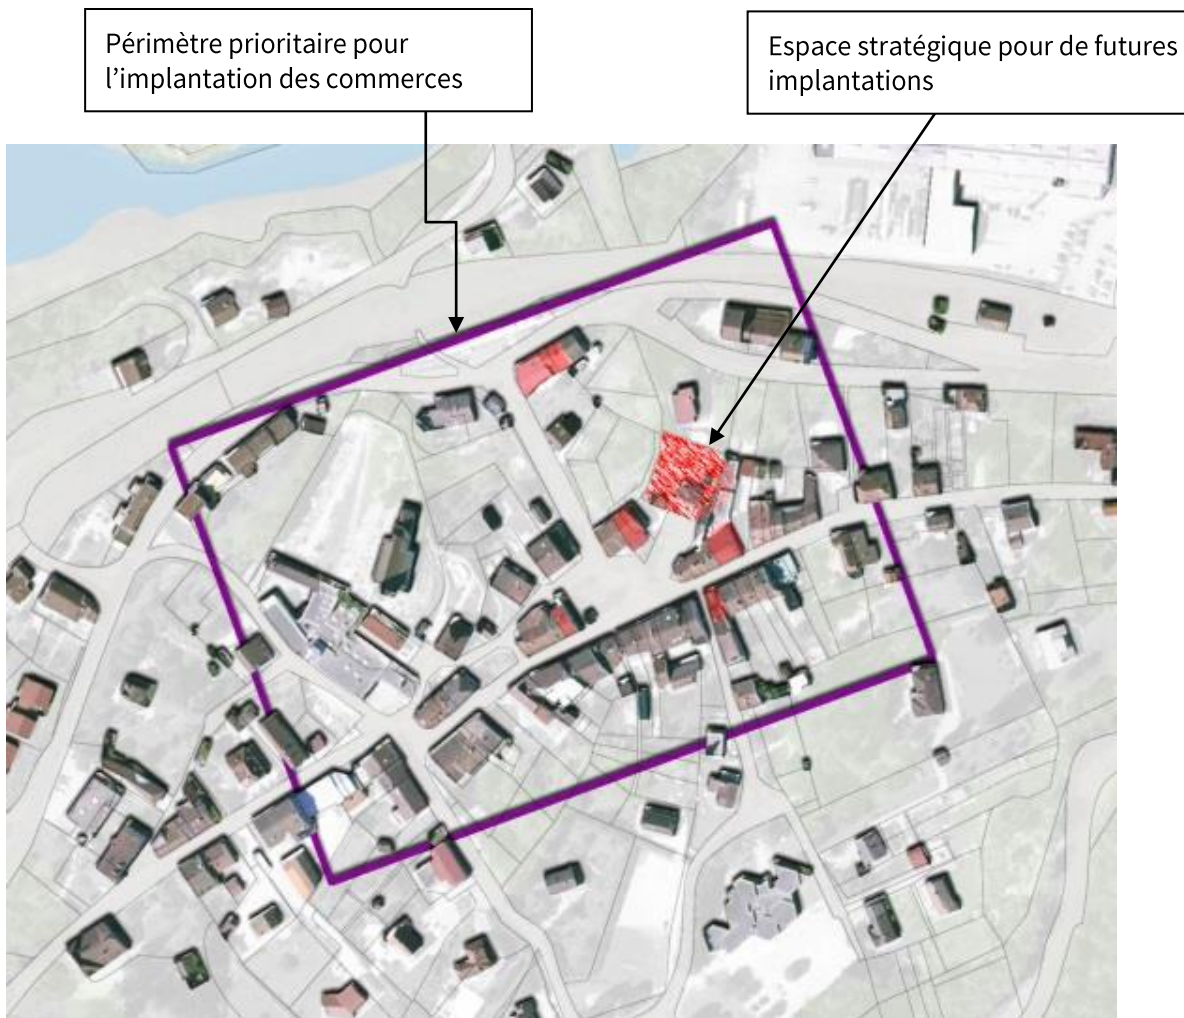 Périmètre prioritaire pour
l’implantation des commerces
Espace stratégique pour de futures
implantations